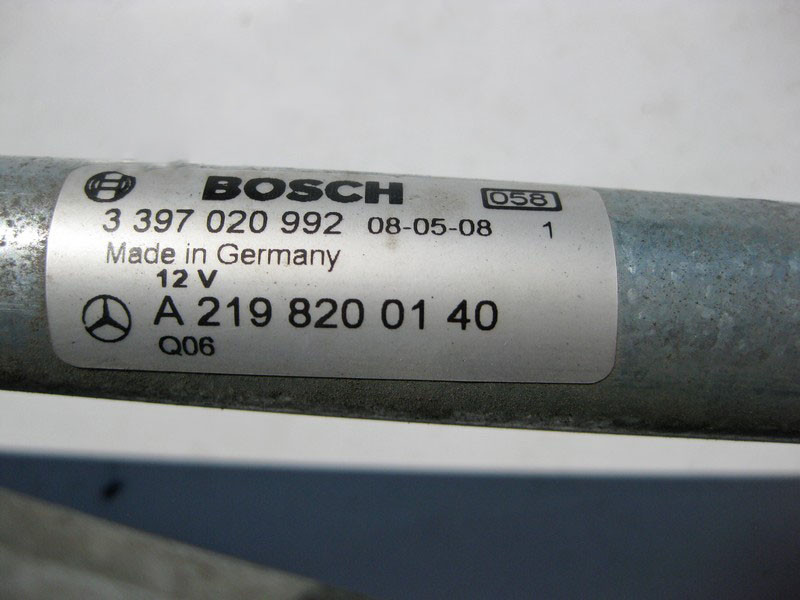 BOSCH 058
3 397 020 992 08-05-08 1
Made in Germany
12 V
A 219 820 01 40
Q06